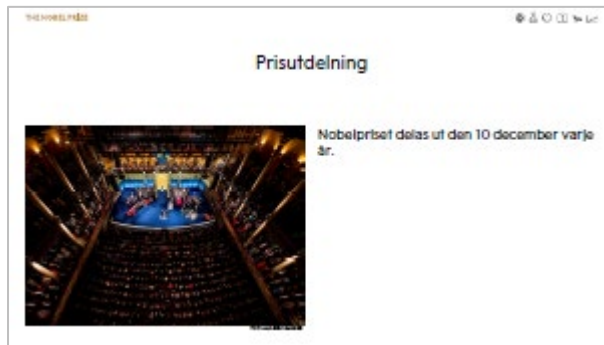 THE NOBEL PRIZE
Prisutdelning
Nobelpriset delas ut den 10 december varje
år.